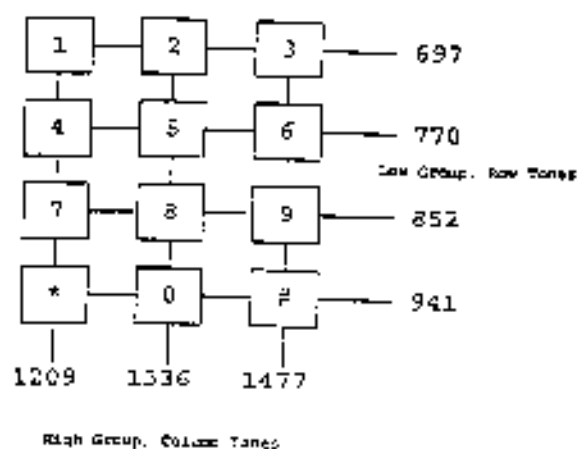 1 2 3 697
4 5 6 770
Low Group, Row Tones
7 8 9 852
* 0 # 941
1209 1336 1477
High Group, Column Tones